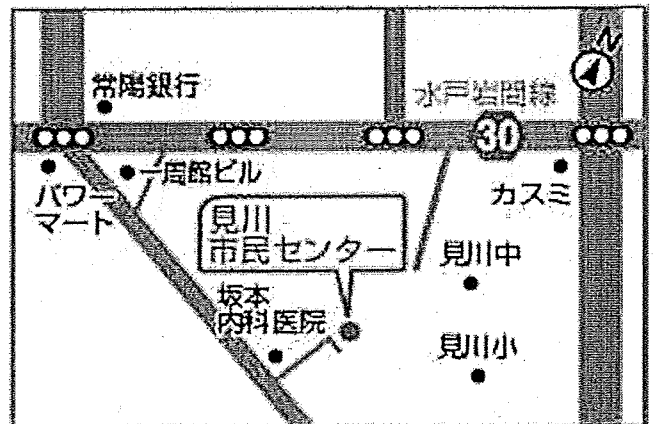 N
常陽銀行
水戸岩間線
30
パワー
マート
一周館ビル
カスミ
見川
市民センター
見川中
坂本
内科医院
見川小